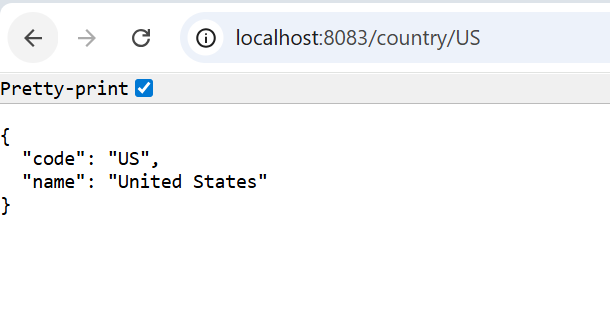 localhost:8083/country/US
Pretty-print
{
  "code": "US",
  "name": "United States"
}